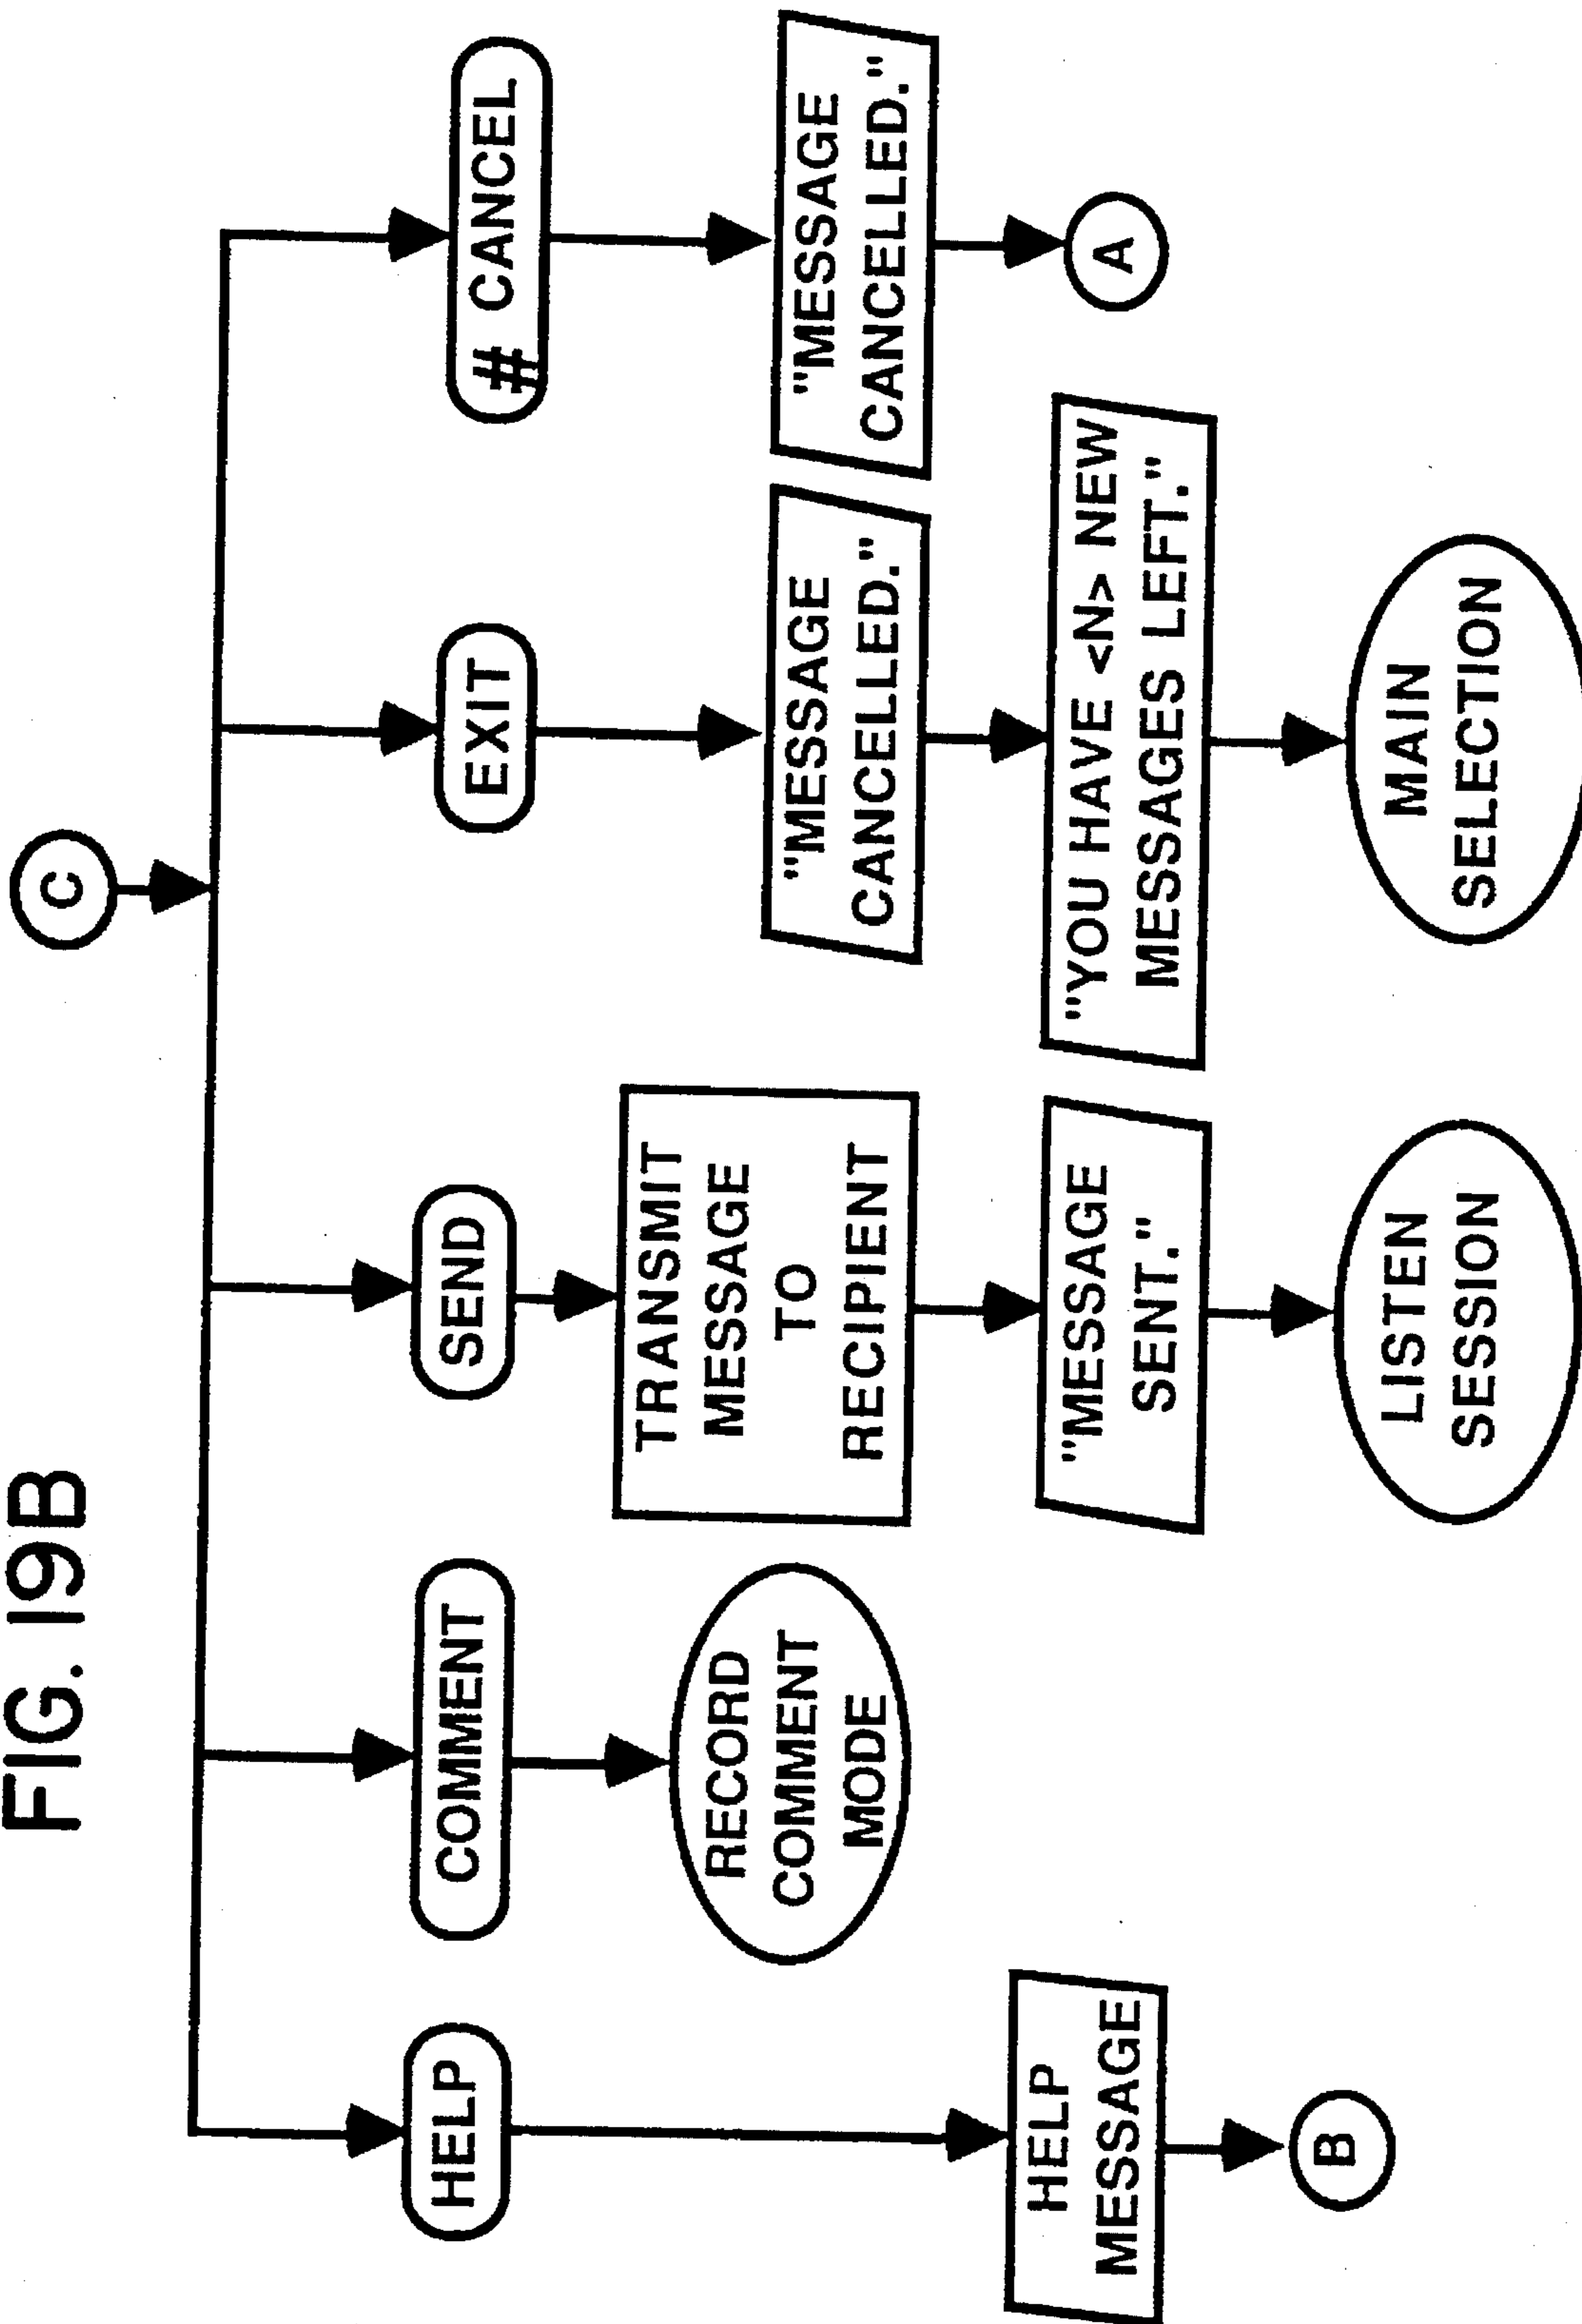 FIG. 19B
C
HELP
HELP
MESSAGE
B
COMMENT
RECORD
COMMENT
MODE
SEND
TRANSMIT
MESSAGE
TO
RECIPIENT
"MESSAGE
SENT."
LISTEN
SESSION
EXIT
"MESSAGE
CANCELLED."
"YOU HAVE <N> NEW
MESSAGES LEFT."
MAIN
SELECTION
# CANCEL
"MESSAGE
CANCELLED."
A